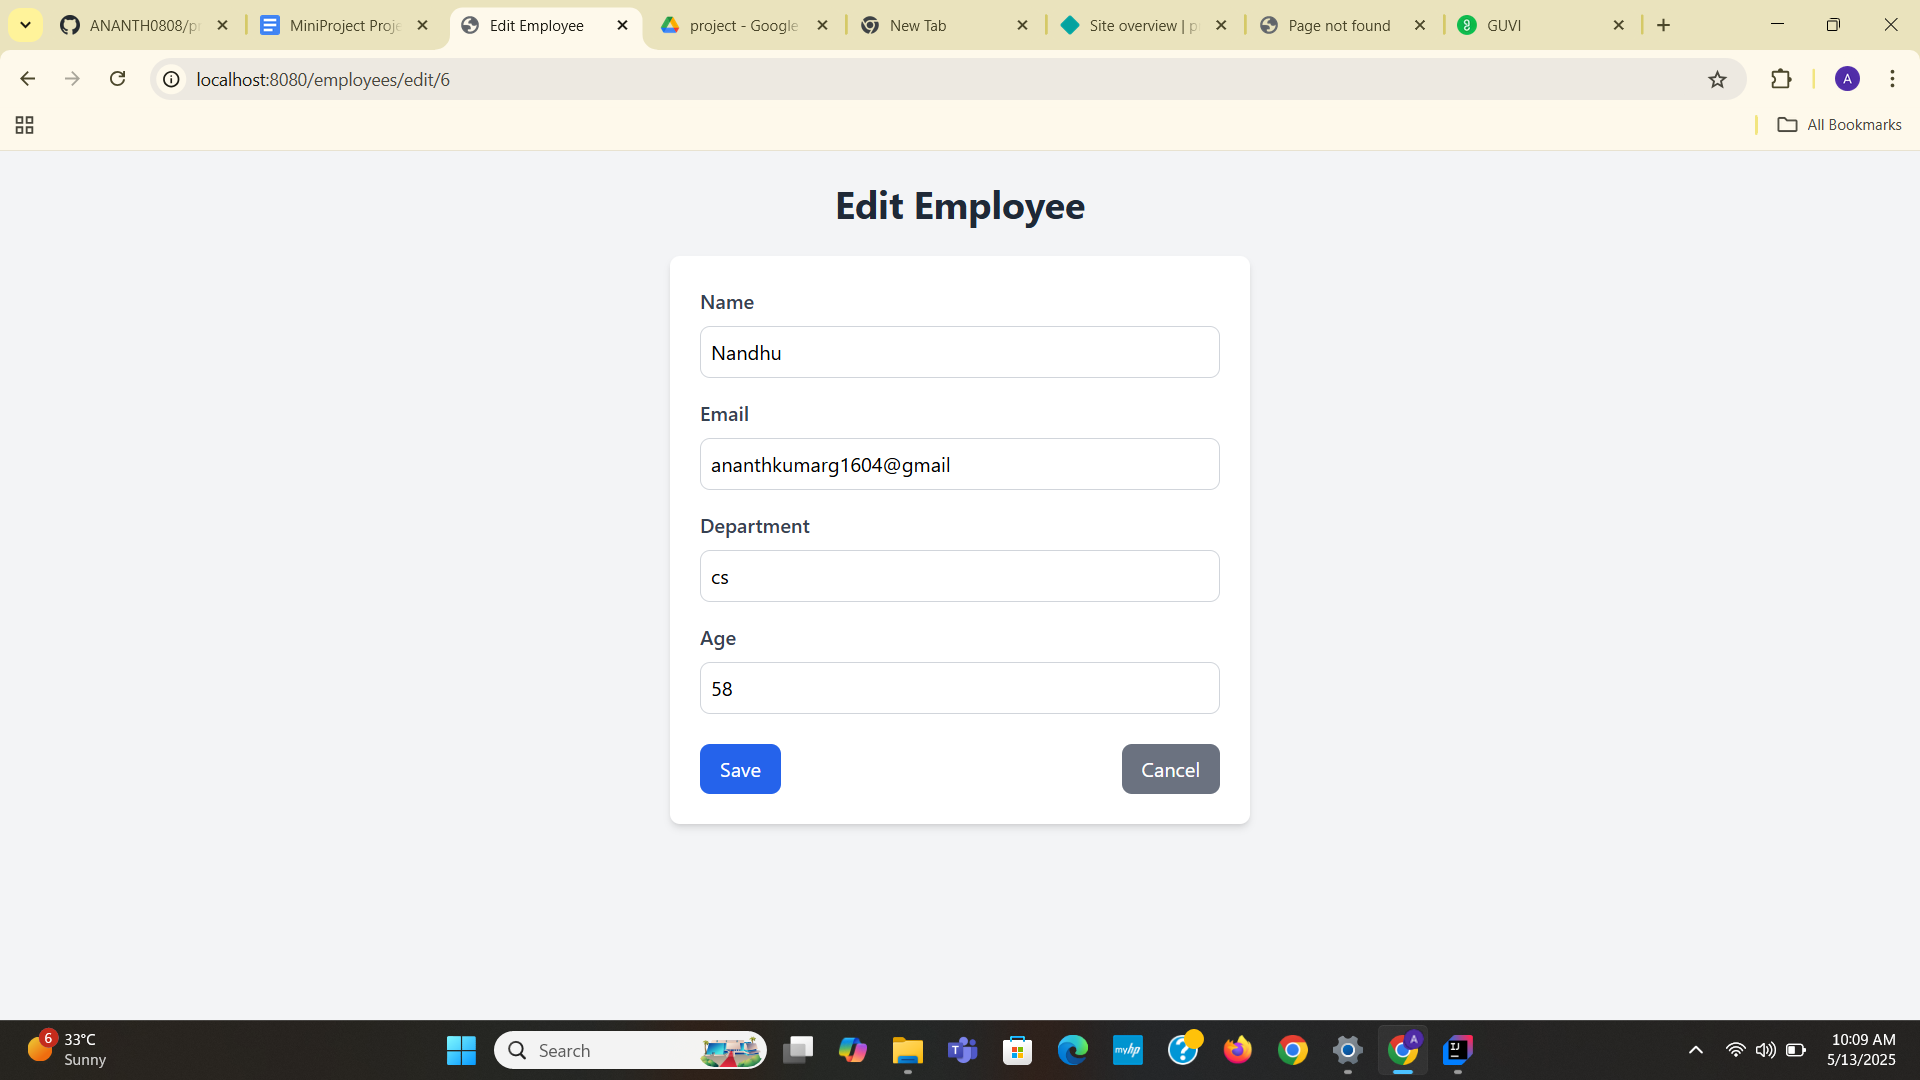 ANANTH0808/pr
MiniProject Proje
Edit Employee
project - Google
New Tab
Site overview | p
Page not found
GUVI
localhost:8080/employees/edit/6
A
All Bookmarks
Edit Employee
Name
Nandhu
Email
ananthkumarg1604@gmail
Department
cs
Age
58
Save
Cancel
6
33°C
Sunny
Search
myhp
A
10:09 AM
5/13/2025